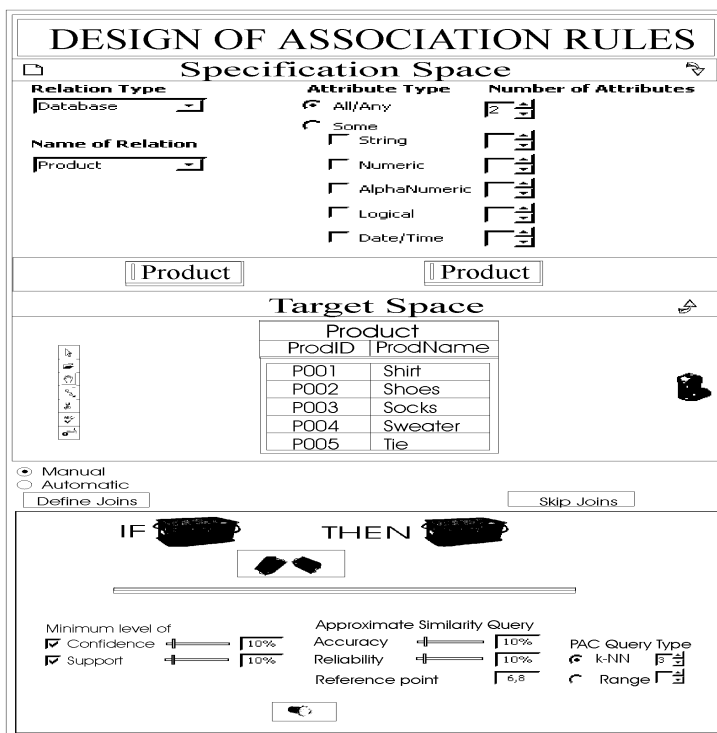 DESIGN OF ASSOCIATION RULES
Specification Space
Relation Type Attribute Type Number of Attributes
Database All/Any 2
Some
Name of Relation String
Product Numeric
AlphaNumeric
Logical
Date/Time
Product Product
Target Space
Product
ProdID ProdName
P001 Shirt
P002 Shoes
P003 Socks
P004 Sweater
P005 Tie
Manual
Automatic
Define Joins Skip Joins
IF THEN
Minimum level of Approximate Similarity Query
Confidence 10% Accuracy 10% PAC Query Type
Support 10% Reliability 10% k-NN 3
Reference point 6,8 Range